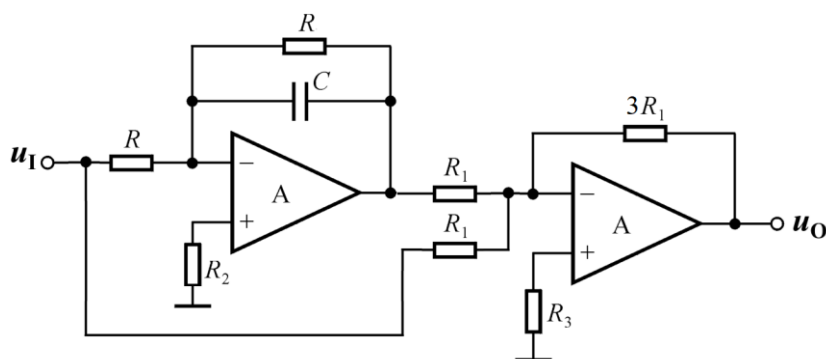 R
C
R
u_I
−
A
+
R_2
R_1
R_1
3R_1
−
A
+
R_3
u_O